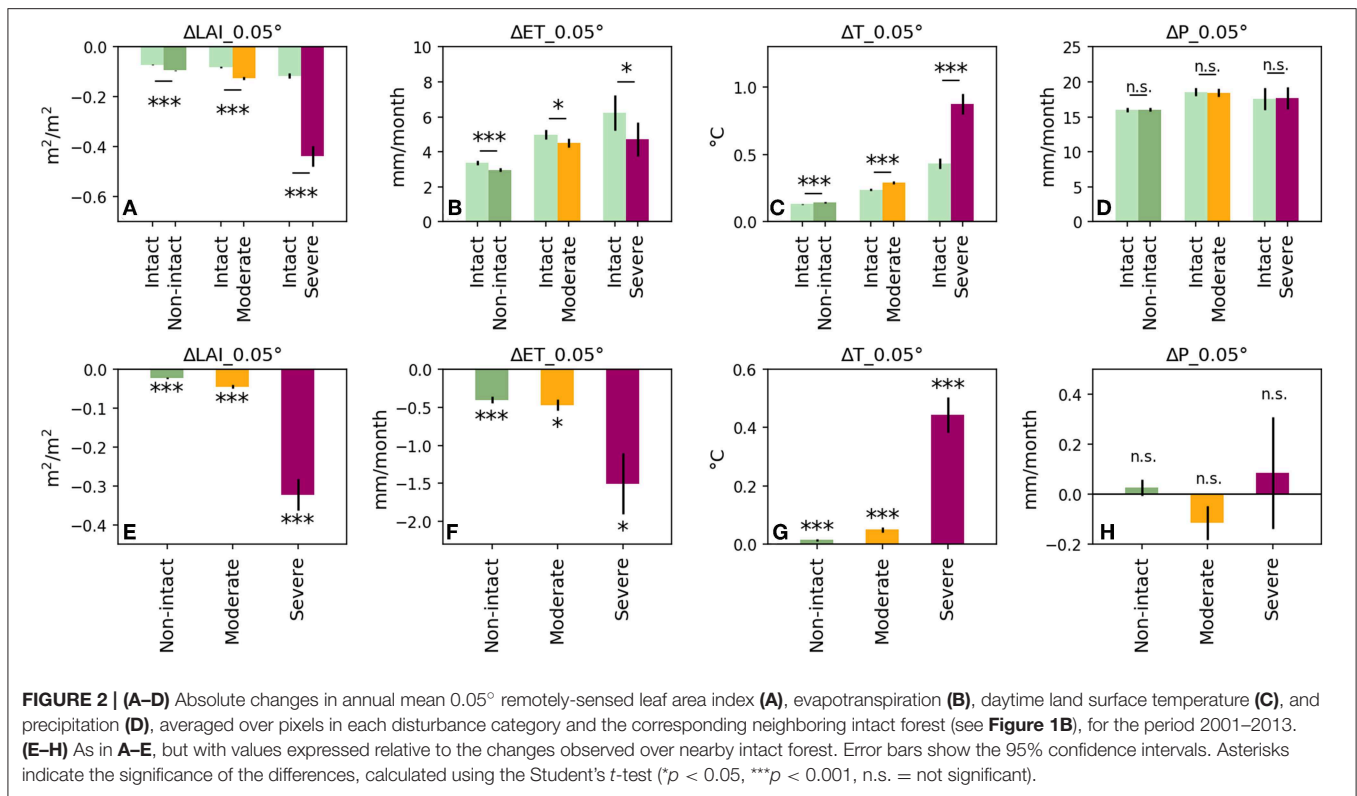 ΔLAI_0.05°
ΔET_0.05°
ΔT_0.05°
ΔP_0.05°
m²/m²
0.0
−0.2
−0.4
−0.6
***
***
***
A
Intact
Non-intact
Intact
Moderate
Intact
Severe
mm/month
10
8
6
4
2
0
***
*
*
B
Intact
Non-intact
Intact
Moderate
Intact
Severe
°C
1.0
0.5
0.0
***
***
***
C
Intact
Non-intact
Intact
Moderate
Intact
Severe
mm/month
25
20
15
10
5
0
n.s.
n.s.
n.s.
D
Intact
Non-intact
Intact
Moderate
Intact
Severe
ΔLAI_0.05°
ΔET_0.05°
ΔT_0.05°
ΔP_0.05°
m²/m²
0.0
−0.1
−0.2
−0.3
−0.4
***
***
***
E
Non-intact
Moderate
Severe
mm/month
0.0
−0.5
−1.0
−1.5
−2.0
***
*
*
F
Non-intact
Moderate
Severe
°C
0.6
0.4
0.2
0.0
***
***
***
G
Non-intact
Moderate
Severe
mm/month
0.4
0.2
0.0
−0.2
n.s.
n.s.
n.s.
H
Non-intact
Moderate
Severe
FIGURE 2 | (A–D) Absolute changes in annual mean 0.05° remotely-sensed leaf area index (A), evapotranspiration (B), daytime land surface temperature (C), and
precipitation (D), averaged over pixels in each disturbance category and the corresponding neighboring intact forest (see Figure 1B), for the period 2001–2013.
(E–H) As in A–E, but with values expressed relative to the changes observed over nearby intact forest. Error bars show the 95% confidence intervals. Asterisks
indicate the significance of the differences, calculated using the Student's t-test (*p < 0.05, ***p < 0.001, n.s. = not significant).